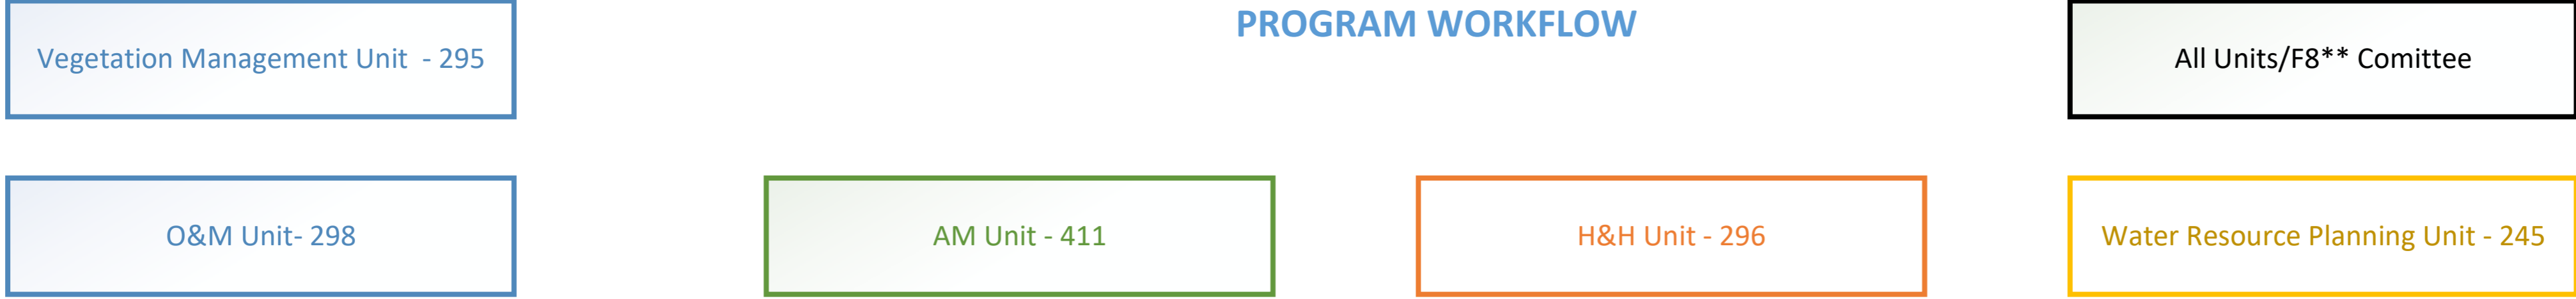 PROGRAM WORKFLOW
Vegetation Management Unit - 295
All Units/F8** Comittee
O&M Unit- 298
AM Unit - 411
H&H Unit - 296
Water Resource Planning Unit - 245